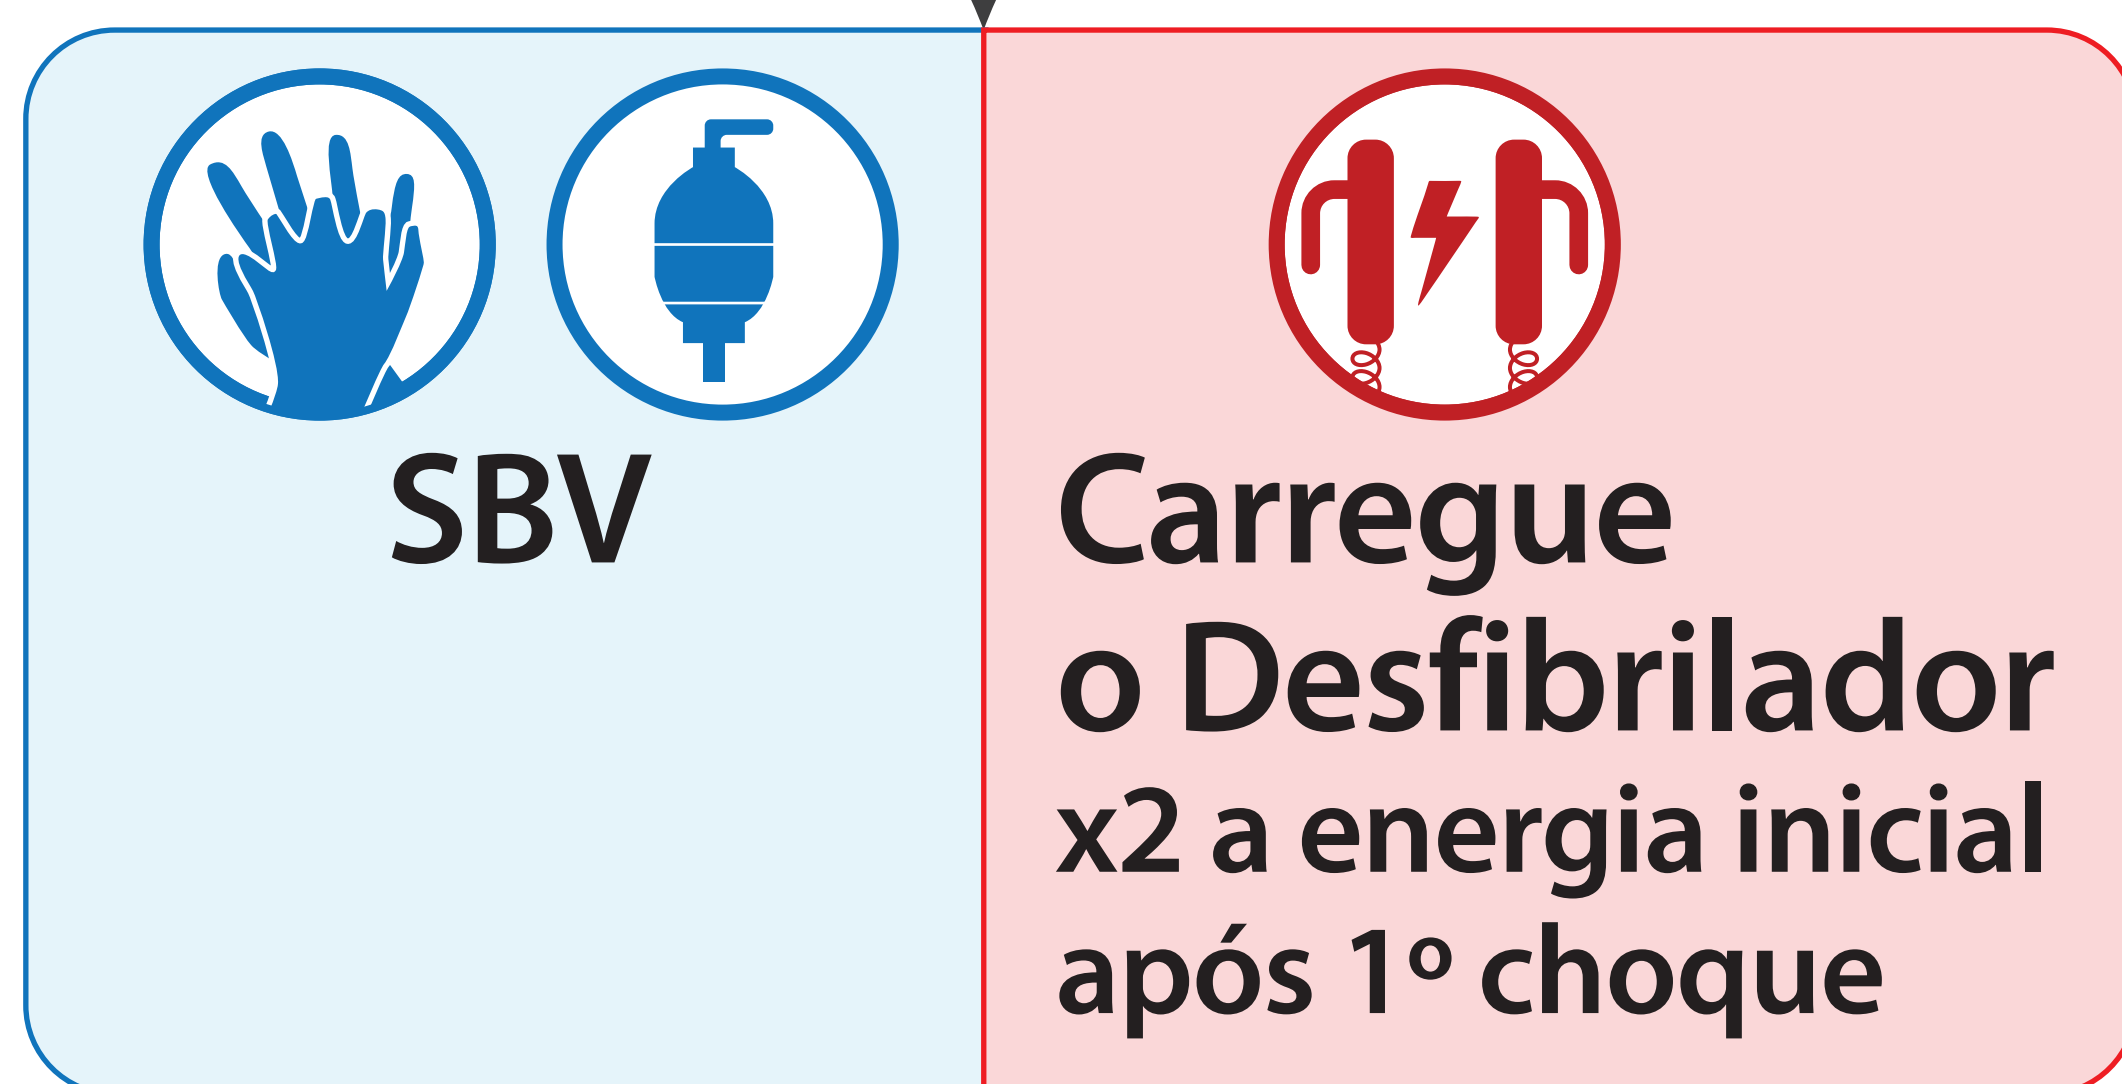 SBV
Carregue
o Desfibrilador
x2 a energia inicial
após 1º choque